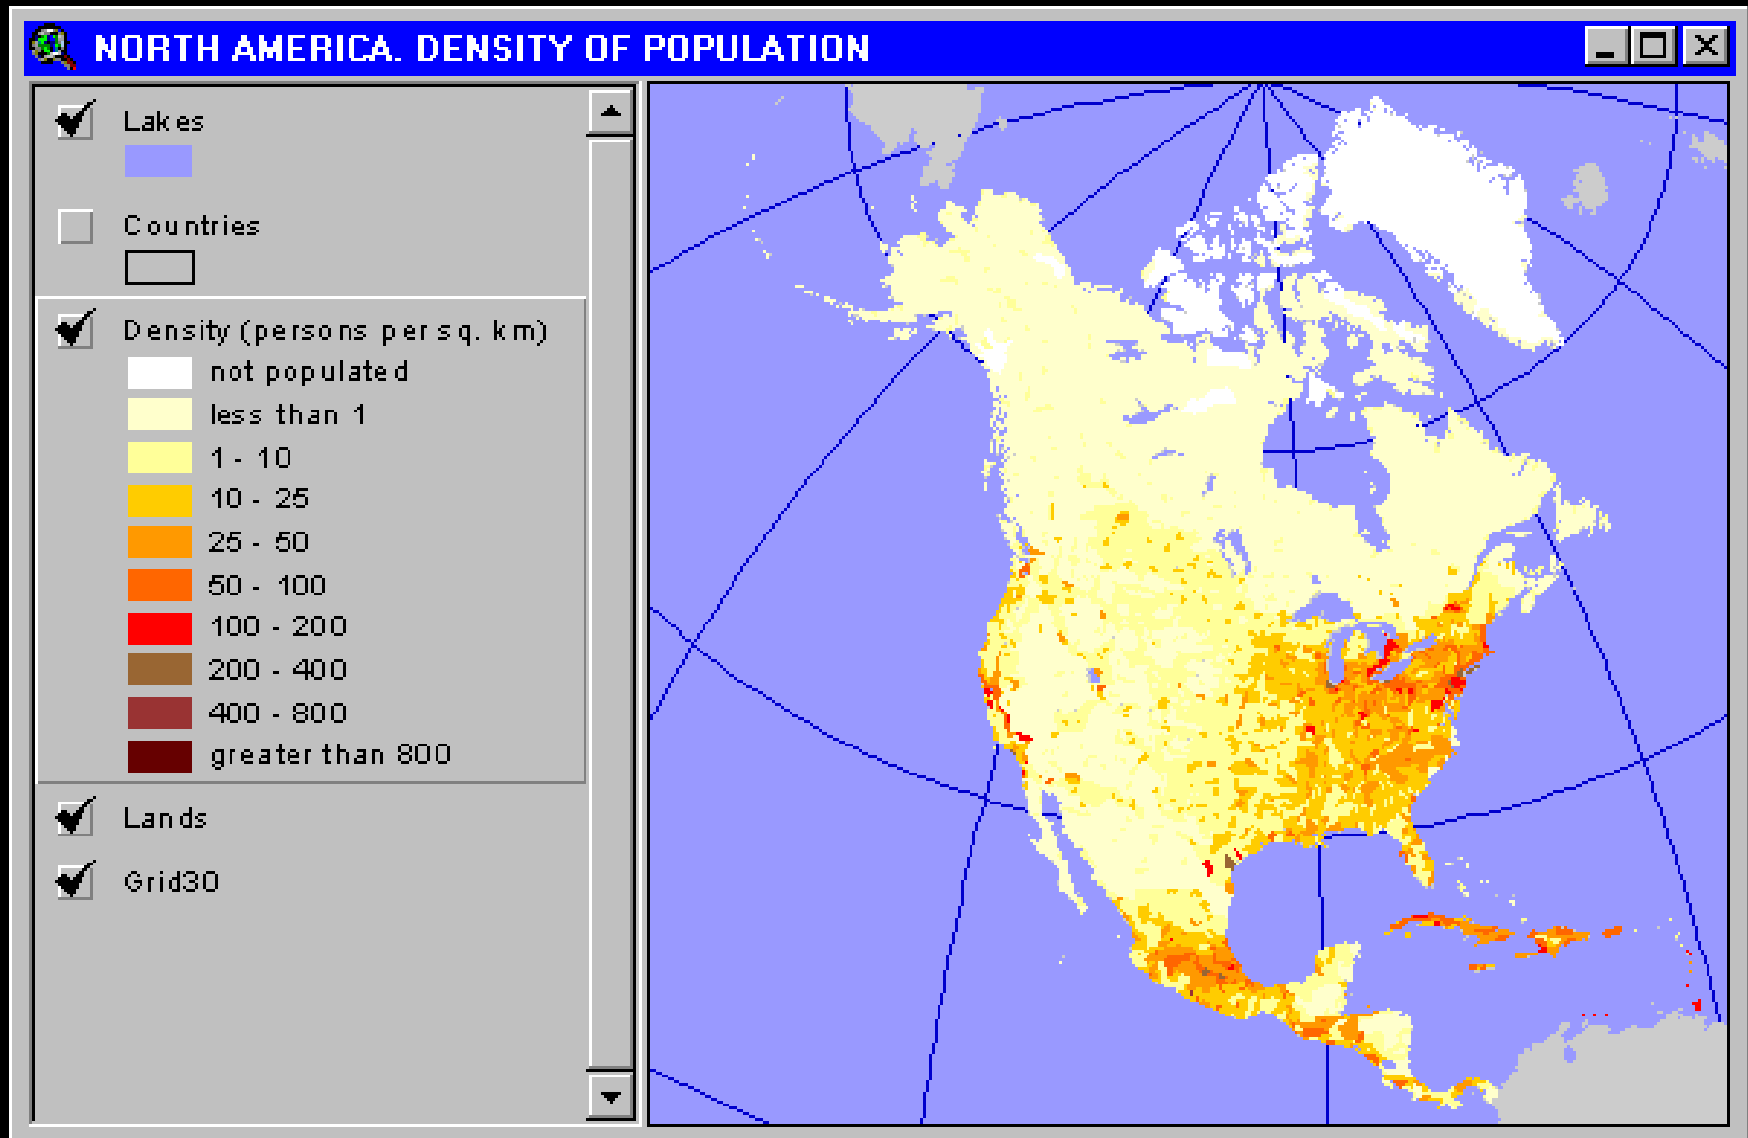 NORTH AMERICA. DENSITY OF POPULATION
Lakes
Countries
Density (persons per sq. km)
not populated
less than 1
1 - 10
10 - 25
25 - 50
50 - 100
100 - 200
200 - 400
400 - 800
greater than 800
Lands
Grid30